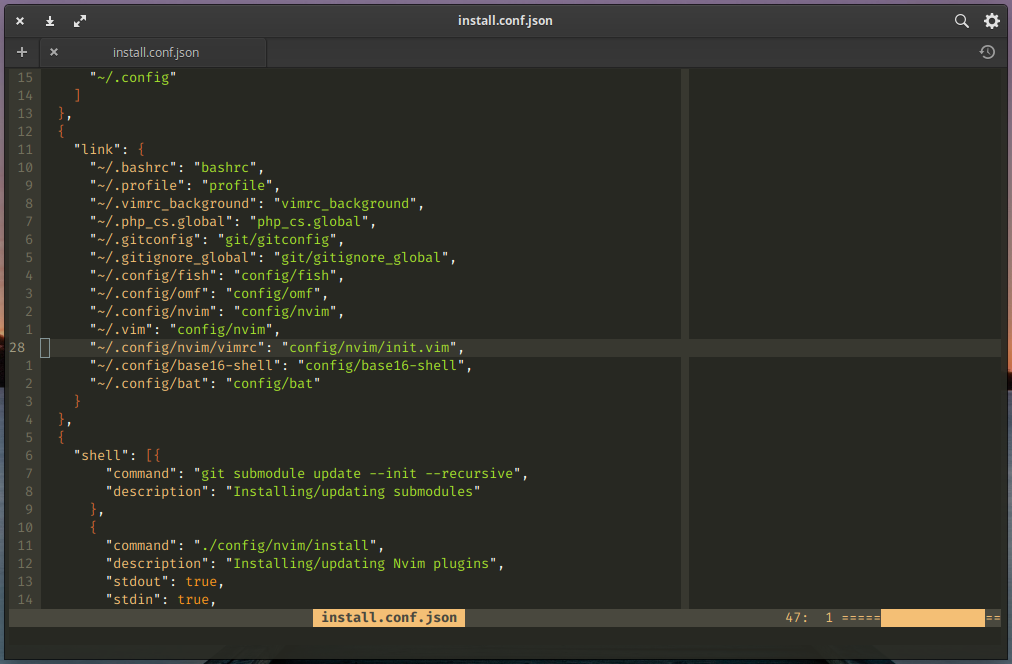 install.conf.json
install.conf.json
15 "~/.config"
14 ]
13 },
12 {
11 "link": {
10 "~/.bashrc": "bashrc",
9 "~/.profile": "profile",
8 "~/.vimrc_background": "vimrc_background",
7 "~/.php_cs.global": "php_cs.global",
6 "~/.gitconfig": "git/gitconfig",
5 "~/.gitignore_global": "git/gitignore_global",
4 "~/.config/fish": "config/fish",
3 "~/.config/omf": "config/omf",
2 "~/.config/nvim": "config/nvim",
1 "~/.vim": "config/nvim",
28 "~/.config/nvim/vimrc": "config/nvim/init.vim",
1 "~/.config/base16-shell": "config/base16-shell",
2 "~/.config/bat": "config/bat"
3 }
4 },
5 {
6 "shell": [{
7 "command": "git submodule update --init --recursive",
8 "description": "Installing/updating submodules"
9 },
10 {
11 "command": "./config/nvim/install",
12 "description": "Installing/updating Nvim plugins",
13 "stdout": true,
14 "stdin": true,
install.conf.json 47: 1 =====       ==